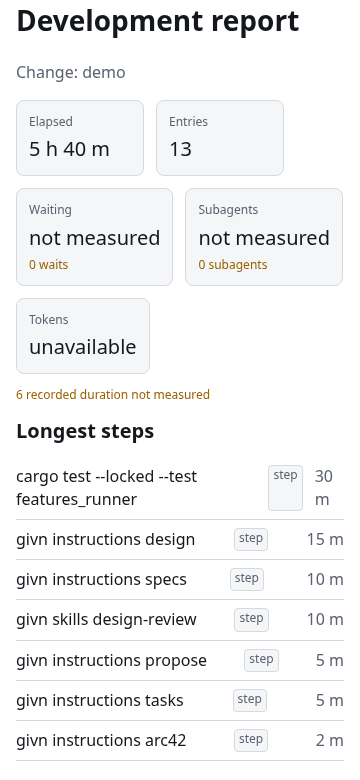 Development report
Change: demo
Elapsed
5 h 40 m
Entries
13
Waiting
not measured
0 waits
Subagents
not measured
0 subagents
Tokens
unavailable
6 recorded duration not measured
Longest steps
cargo test --locked --test features_runner step 30 m
givn instructions design step 15 m
givn instructions specs step 10 m
givn skills design-review step 10 m
givn instructions propose step 5 m
givn instructions tasks step 5 m
givn instructions arc42 step 2 m